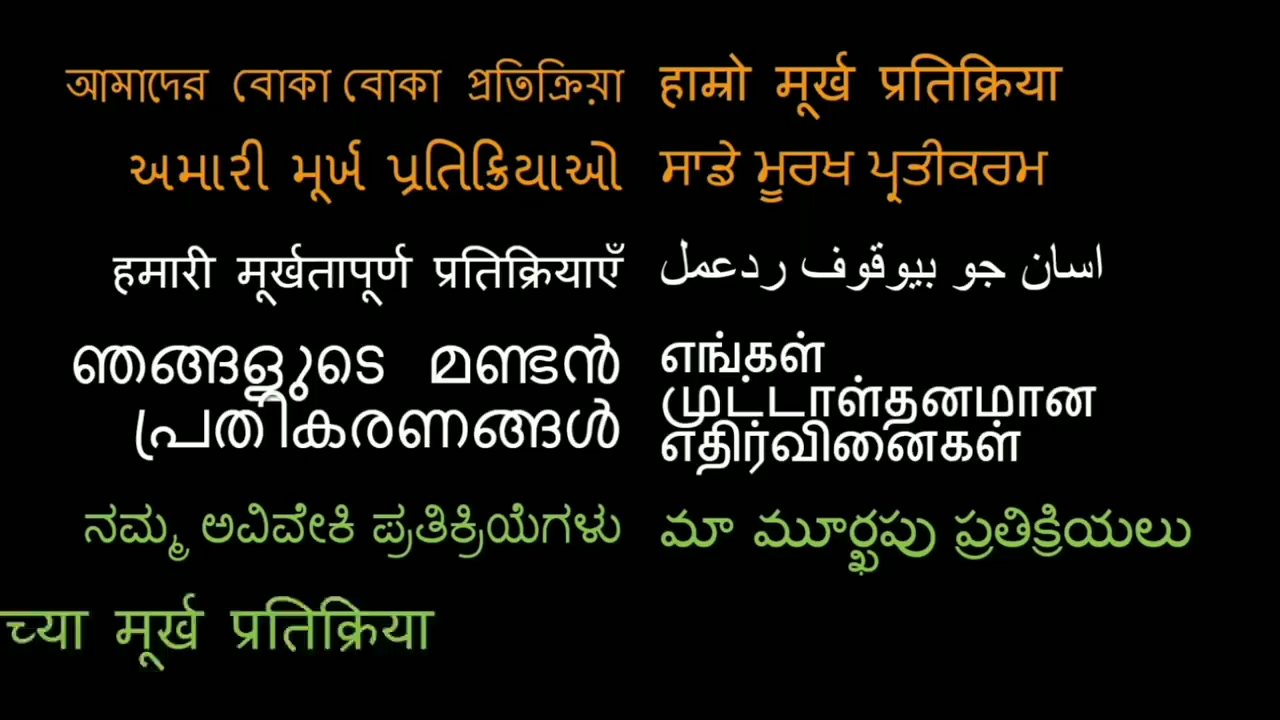 আমাদের বোকা বোকা প্রতিক্রিয়া
हाम्रो मूर्ख प्रतिक्रिया
અમારી મૂર્ખ પ્રતિક્રિયાઓ
ਸਾਡੇ ਮੂਰਖ ਪ੍ਰਤੀਕਰਮ
हमारी मूर्खतापूर्ण प्रतिक्रियाएँ
اسان جو بيوقوف ردعمل
ഞങ്ങളുടെ മണ്ടൻ
പ്രതികരണങ്ങൾ
எங்கள்
முட்டாள்தனமான
எதிர்வினைகள்
ನಮ್ಮ ಅವಿವೇಕಿ ಪ್ರತಿಕ್ರಿಯೆಗಳು
మా మూర్ఖపు ప్రతిక్రియలు
च्या मूर्ख प्रतिक्रिया